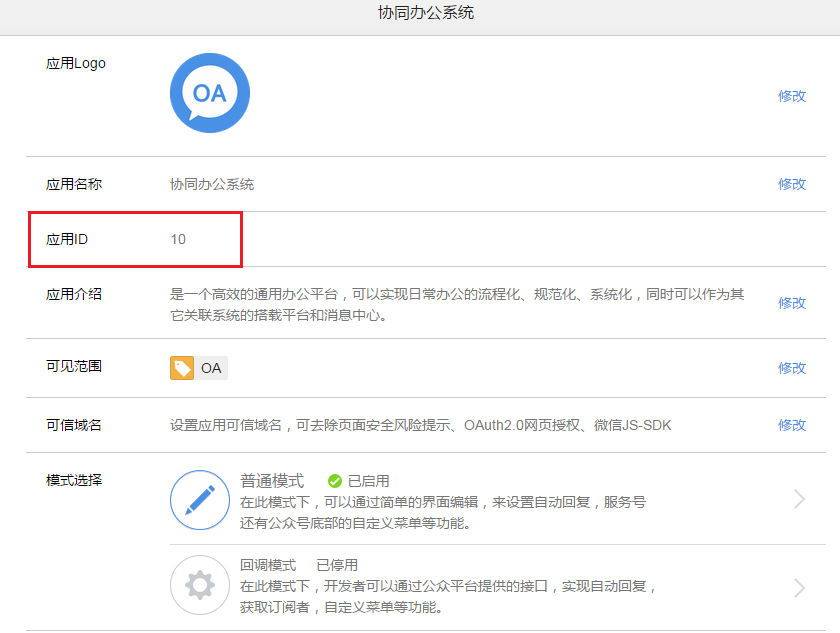 协同办公系统
应用Logo
OA
修改
应用名称 协同办公系统 修改
应用ID 10
应用介绍 是一个高效的通用办公平台，可以实现日常办公的流程化、规范化、系统化，同时可以作为其
它关联系统的搭载平台和消息中心。
修改
可见范围 OA 修改
可信域名 设置应用可信域名，可去除页面安全风险提示、OAuth2.0网页授权、微信JS-SDK 修改
模式选择
普通模式 已启用
在此模式下，可以通过简单的界面编辑，来设置自动回复，服务号
还有公众号底部的自定义菜单等功能。
回调模式 已停用
在此模式下，开发者可以通过公众平台提供的接口，实现自动回复，
获取订阅者，自定义菜单等功能。